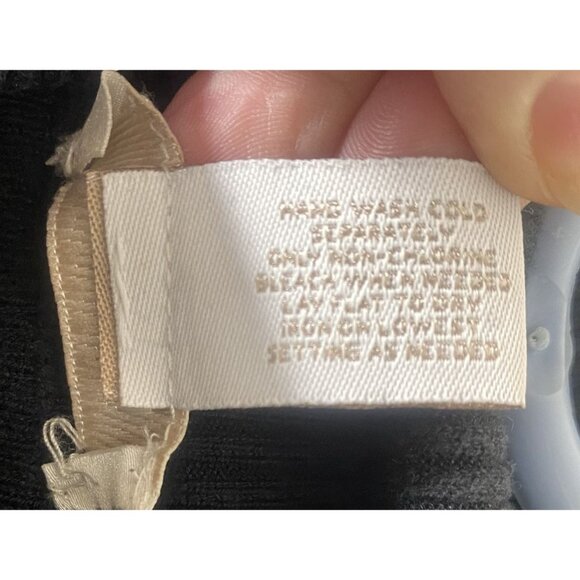 HAND WASH COLD
SEPARATELY
ONLY NON-CHLORINE
BLEACH WHEN NEEDED
LAY FLAT TO DRY
IRON ON LOWEST
SETTING AS NEEDED